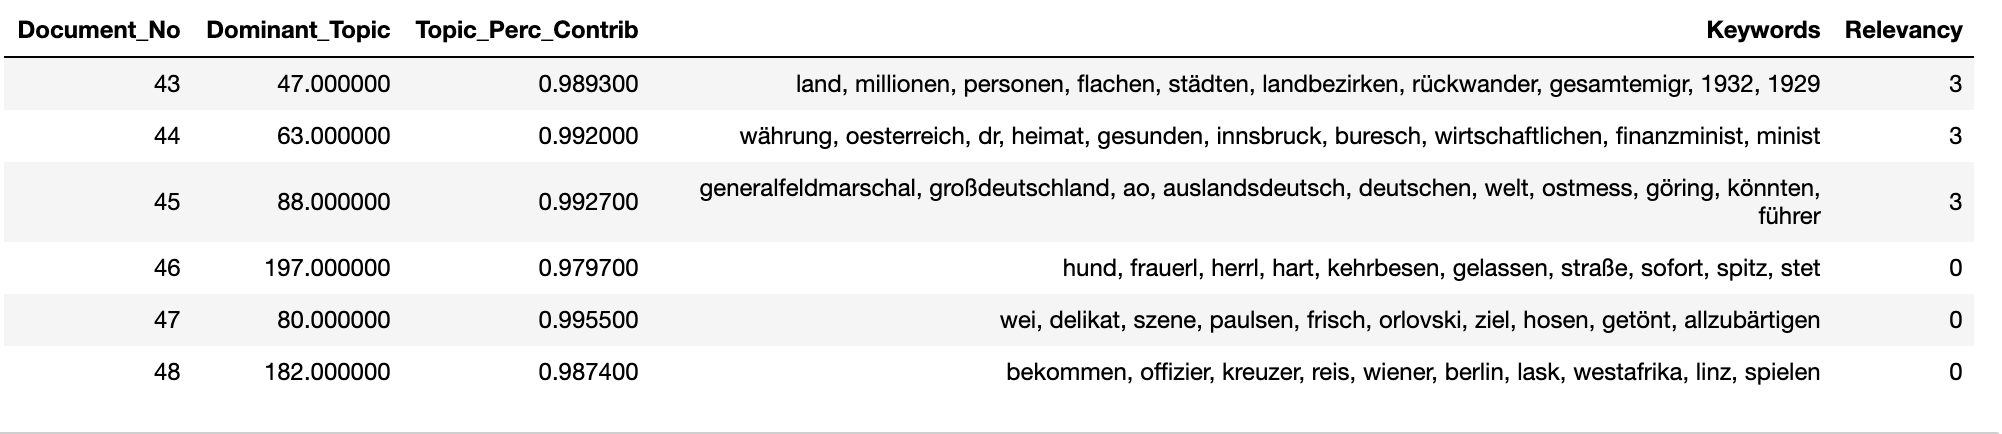 Document_No Dominant_Topic Topic_Perc_Contrib Keywords Relevancy
43 47.000000 0.989300 land, millionen, personen, flachen, städten, landbezirken, rückwander, gesamtemigr, 1932, 1929 3
44 63.000000 0.992000 währung, oesterreich, dr, heimat, gesunden, innsbruck, buresch, wirtschaftlichen, finanzminist, minist 3
45 88.000000 0.992700 generalfeldmarschal, großdeutschland, ao, auslandsdeutsch, deutschen, welt, ostmess, göring, könnten,
führer 3
46 197.000000 0.979700 hund, frauerl, herrl, hart, kehrbesen, gelassen, straße, sofort, spitz, stet 0
47 80.000000 0.995500 wei, delikat, szene, paulsen, frisch, orlovski, ziel, hosen, getönt, allzubärtigen 0
48 182.000000 0.987400 bekommen, offizier, kreuzer, reis, wiener, berlin, lask, westafrika, linz, spielen 0